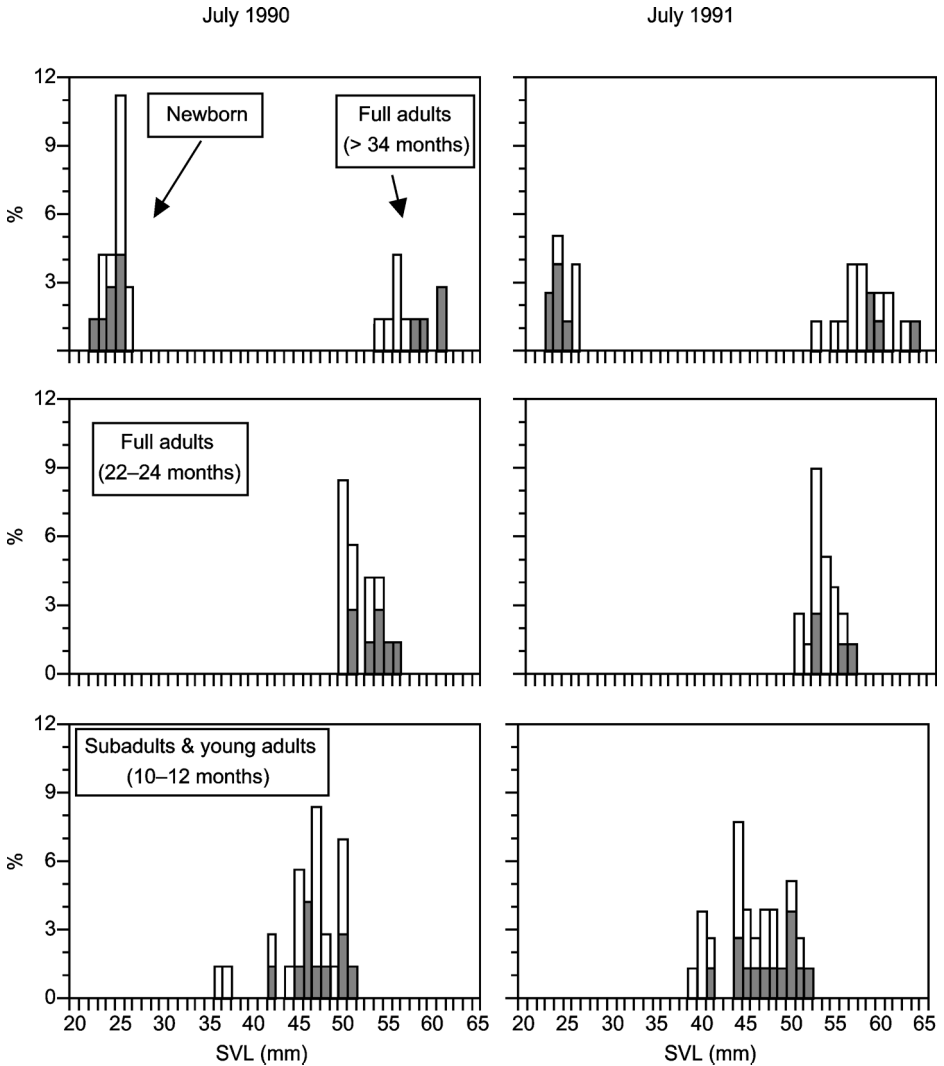 July 1990
July 1991
12
9
%
6
3
Newborn
Full adults
(> 34 months)
12
9
%
6
3
0
Full adults
(22–24 months)
12
9
%
6
3
0
Subadults & young adults
(10–12 months)
20 25 35 40 45 50 55 60 65
SVL (mm)
20 25 35 40 45 50 55 60 65
SVL (mm)